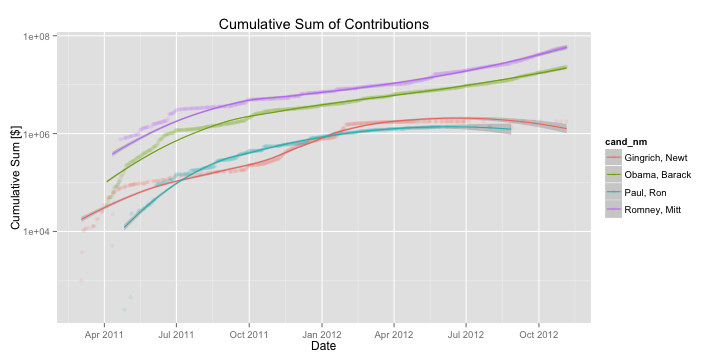 Cumulative Sum of Contributions
Cumulative Sum [$]
1e+08
1e+06
1e+04
Apr 2011
Jul 2011
Oct 2011
Jan 2012
Apr 2012
Jul 2012
Oct 2012
Date
cand_nm
Gingrich, Newt
Obama, Barack
Paul, Ron
Romney, Mitt